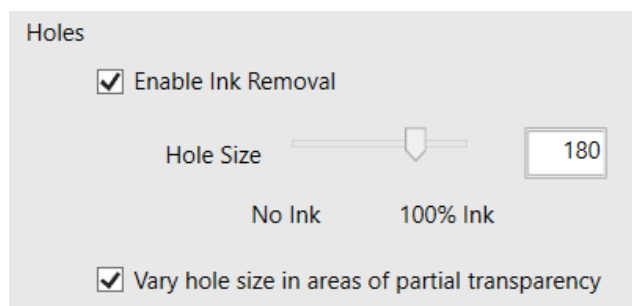 Holes
Enable Ink Removal
Hole Size 180
No Ink 100% Ink
Vary hole size in areas of partial transparency